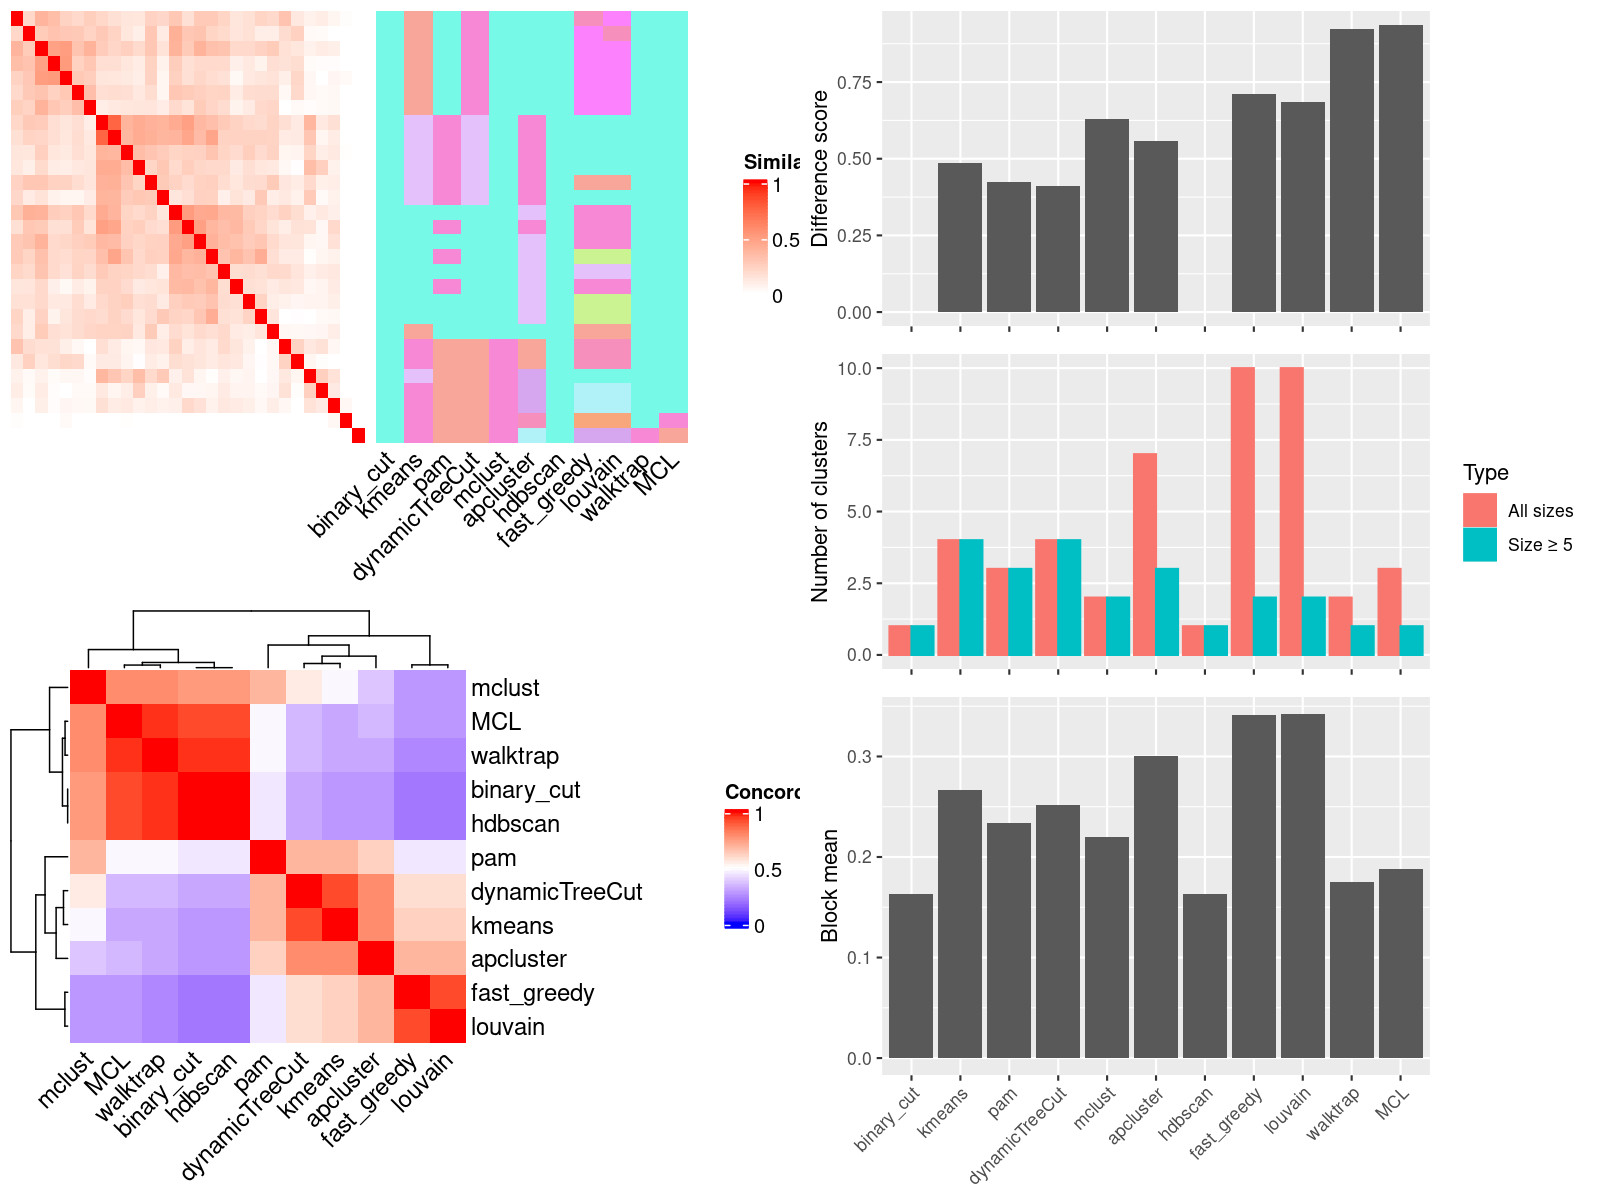 Simila
1
0.5
0
binary_cut
kmeans
pam
dynamicTreeCut
mclust
apcluster
hdbscan
fast_greedy
louvain
walktrap
MCL
Difference score
0.75
0.50
0.25
0.00
Number of clusters
10.0
7.5
5.0
2.5
0.0
Type
All sizes
Size ≥ 5
mclust
MCL
walktrap
binary_cut
hdbscan
pam
dynamicTreeCut
kmeans
apcluster
fast_greedy
louvain
mclust
MCL
walktrap
binary_cut
hdbscan
pam
dynamicTreeCut
kmeans
apcluster
fast_greedy
louvain
Concord
1
0.5
0
Block mean
0.3
0.2
0.1
0.0
binary_cut
kmeans
pam
dynamicTreeCut
mclust
apcluster
hdbscan
fast_greedy
louvain
walktrap
MCL